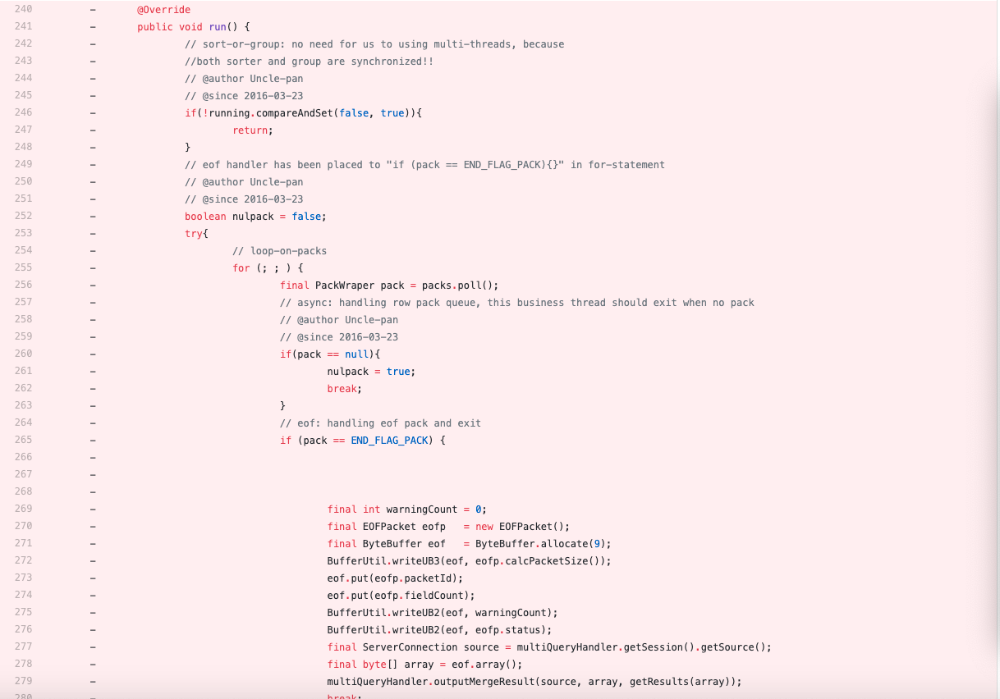 240 - @Override
241 - public void run() {
242 - // sort-or-group: no need for us to using multi-threads, because
243 - //both sorter and group are synchronized!!
244 - // @author Uncle-pan
245 - // @since 2016-03-23
246 - if(!running.compareAndSet(false, true)){
247 - return;
248 - }
249 - // eof handler has been placed to "if (pack == END_FLAG_PACK){}" in for-statement
250 - // @author Uncle-pan
251 - // @since 2016-03-23
252 - boolean nulpack = false;
253 - try{
254 - // loop-on-packs
255 - for (; ; ) {
256 - final PackWraper pack = packs.poll();
257 - // async: handling row pack queue, this business thread should exit when no pack
258 - // @author Uncle-pan
259 - // @since 2016-03-23
260 - if(pack == null){
261 - nulpack = true;
262 - break;
263 - }
264 - // eof: handling eof pack and exit
265 - if (pack == END_FLAG_PACK) {
266 -
267 -
268 -
269 - final int warningCount = 0;
270 - final EOFPacket eofp = new EOFPacket();
271 - final ByteBuffer eof = ByteBuffer.allocate(9);
272 - BufferUtil.writeUB3(eof, eofp.calcPacketSize());
273 - eof.put(eofp.packetId);
274 - eof.put(eofp.fieldCount);
275 - BufferUtil.writeUB2(eof, warningCount);
276 - BufferUtil.writeUB2(eof, eofp.status);
277 - final ServerConnection source = multiQueryHandler.getSession().getSource();
278 - final byte[] array = eof.array();
279 - multiQueryHandler.outputMergeResult(source, array, getResults(array));
280 - break;